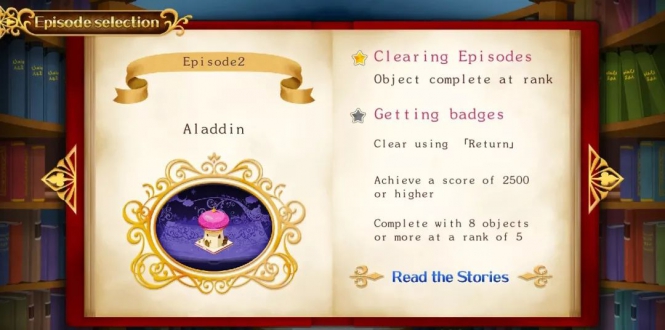 Episode selection
Episode2
Aladdin
Clearing Episodes
Object complete at rank
Getting badges
Clear using 「Return」
Achieve a score of 2500
or higher
Complete with 8 objects
or more at a rank of 5
Read the Stories